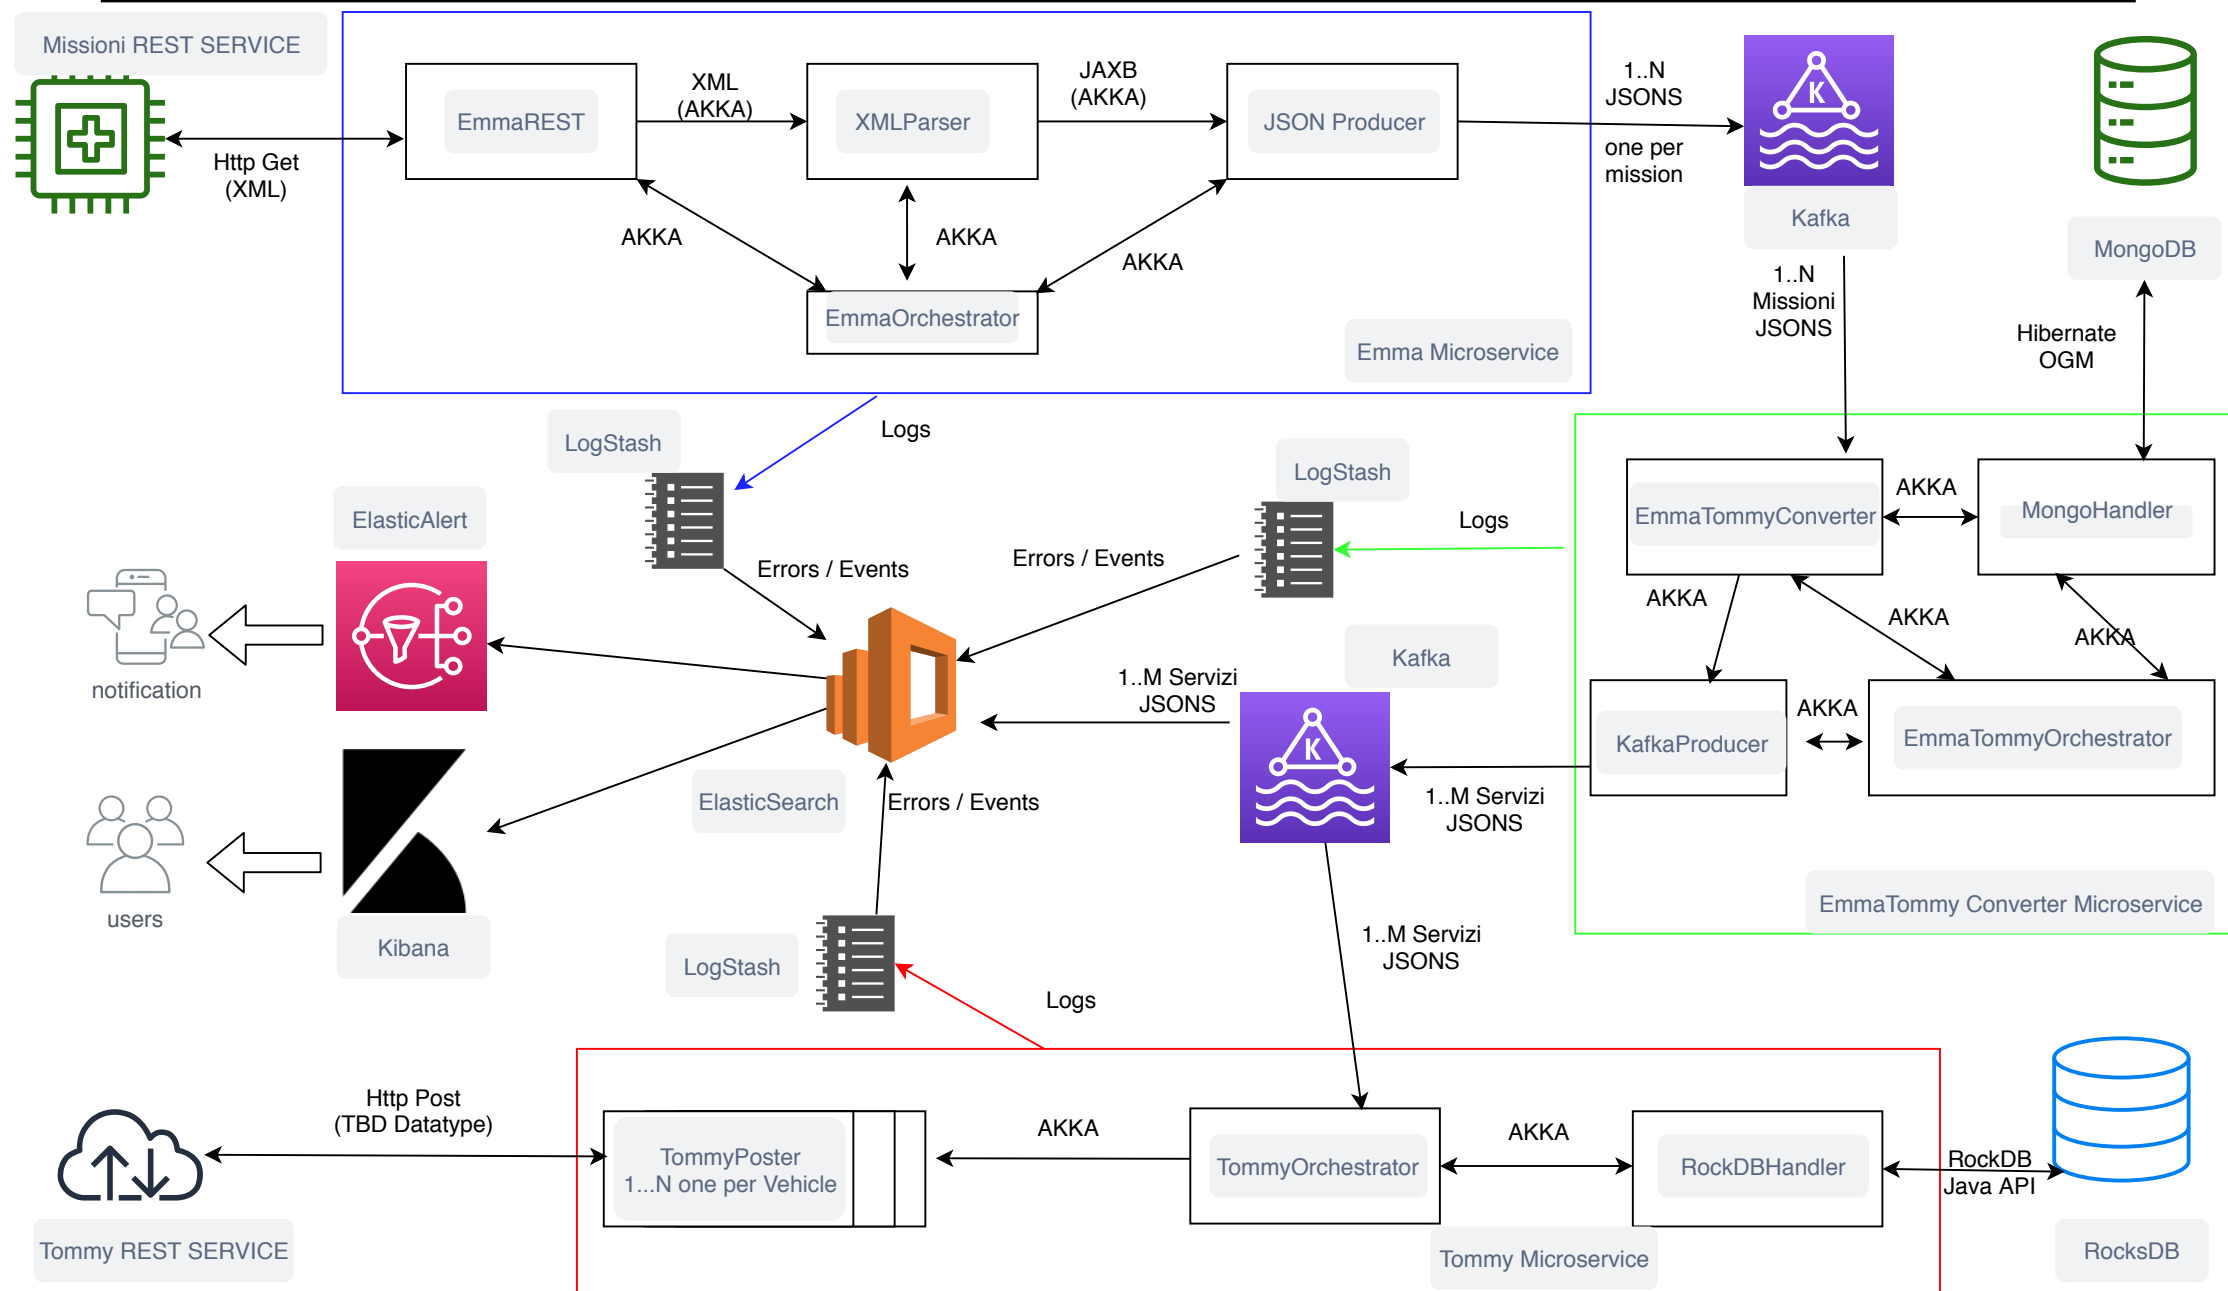 Missioni REST SERVICE
Http Get
(XML)
EmmaREST
XML
(AKKA)
XMLParser
JAXB
(AKKA)
JSON Producer
1..N
JSONS
one per
mission
K
Kafka
MongoDB
AKKA
AKKA
AKKA
EmmaOrchestrator
Emma Microservice
1..N
Missioni
JSONS
Hibernate
OGM
LogStash
Logs
LogStash
Logs
ElasticAlert
Errors / Events
Errors / Events
EmmaTommyConverter
AKKA
MongoHandler
AKKA
AKKA
AKKA
notification
1..M Servizi
JSONS
Kafka
K
KafkaProducer
AKKA
EmmaTommyOrchestrator
ElasticSearch
Errors / Events
1..M Servizi
JSONS
users
Kibana
LogStash
Logs
1..M Servizi
JSONS
EmmaTommy Converter Microservice
Http Post
(TBD Datatype)
TommyPoster
1...N one per Vehicle
AKKA
TommyOrchestrator
AKKA
RockDBHandler
RockDB
Java API
Tommy REST SERVICE
Tommy Microservice
RocksDB